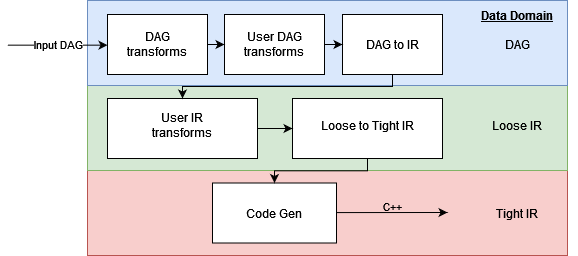 Data Domain
Input DAG
DAG
transforms
User DAG
transforms
DAG to IR
DAG
User IR
transforms
Loose to Tight IR
Loose IR
Code Gen
C++
Tight IR